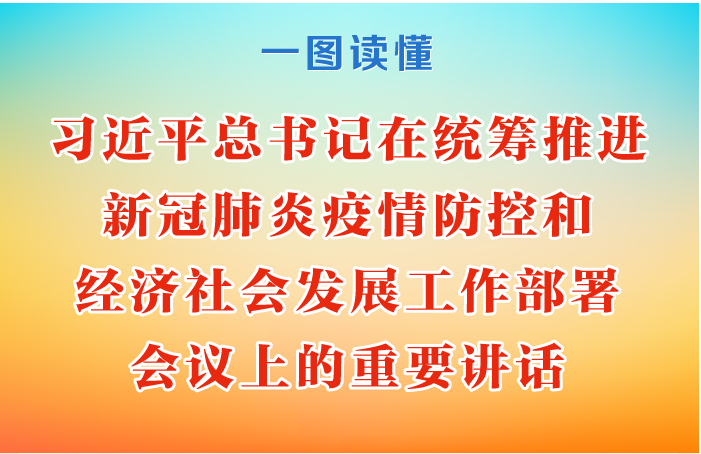 一图读懂
习近平总书记在统筹推进
新冠肺炎疫情防控和
经济社会发展工作部署
会议上的重要讲话